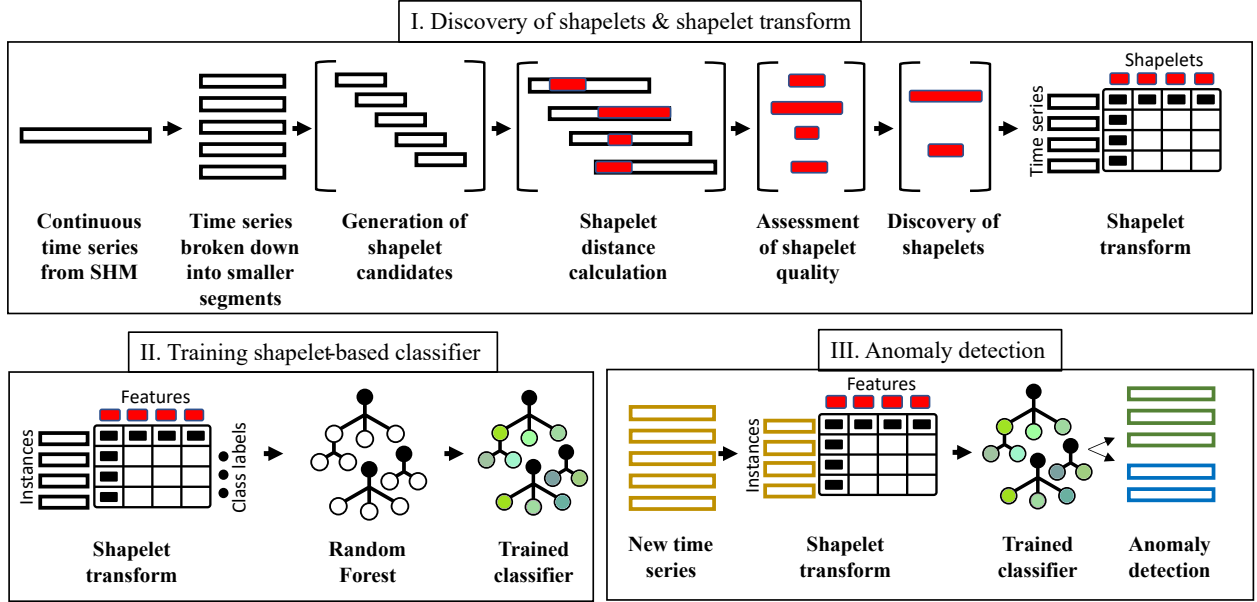 I. Discovery of shapelets & shapelet transform
Shapelets
Time series
Continuous
time series
from SHM
Time series
broken down
into smaller
segments
Generation of
shapelet
candidates
Shapelet
distance
calculation
Assessment
of shapelet
quality
Discovery of
shapelets
Shapelet
transform
II. Training shapelet-based classifier
Features
Instances
Class labels
Shapelet
transform
Random
Forest
Trained
classifier
III. Anomaly detection
Features
Instances
New time
series
Shapelet
transform
Trained
classifier
Anomaly
detection